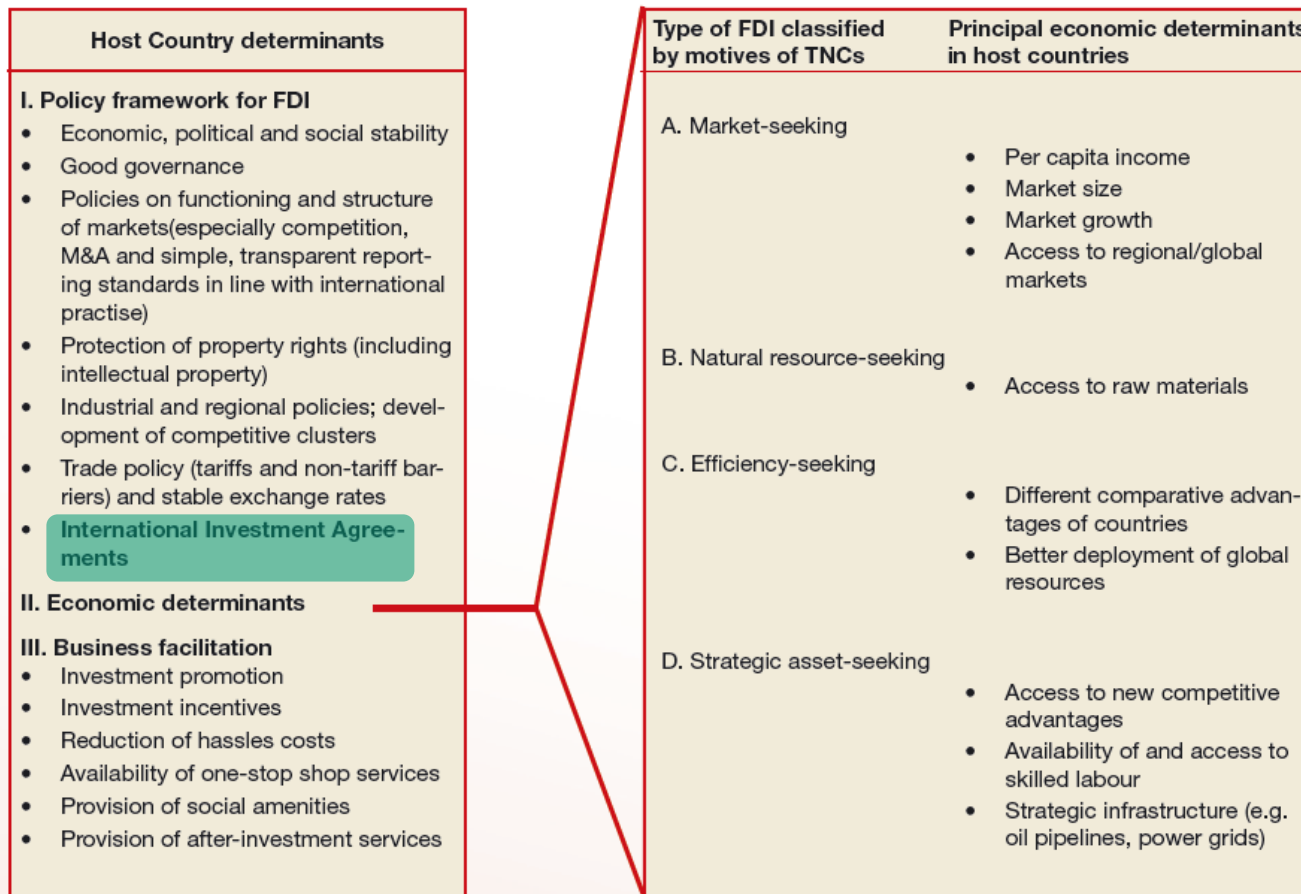 Host Country determinants
I. Policy framework for FDI
• Economic, political and social stability
• Good governance
• Policies on functioning and structure
of markets(especially competition,
M&A and simple, transparent report-
ing standards in line with international
practise)
• Protection of property rights (including
intellectual property)
• Industrial and regional policies; devel-
opment of competitive clusters
• Trade policy (tariffs and non-tariff bar-
riers) and stable exchange rates
• International Investment Agree-
ments
II. Economic determinants
III. Business facilitation
• Investment promotion
• Investment incentives
• Reduction of hassles costs
• Availability of one-stop shop services
• Provision of social amenities
• Provision of after-investment services
Type of FDI classified
by motives of TNCs
Principal economic determinants
in host countries
A. Market-seeking
• Per capita income
• Market size
• Market growth
• Access to regional/global
markets
B. Natural resource-seeking
• Access to raw materials
C. Efficiency-seeking
• Different comparative advan-
tages of countries
• Better deployment of global
resources
D. Strategic asset-seeking
• Access to new competitive
advantages
• Availability of and access to
skilled labour
• Strategic infrastructure (e.g.
oil pipelines, power grids)